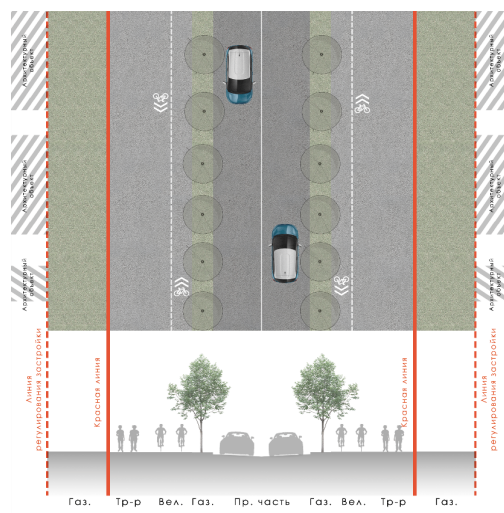 Архитектурный
объект
Архитектурный
объект
Архитектурный
объект
Архитектурный
объект
Архитектурный
объект
Архитектурный
объект
Линия
регулирования застройки
Красная линия
Красная линия
Линия
регулирования застройки
Газ. Тр-р Вел. Газ. Пр. часть Газ. Вел. Тр-р Газ.